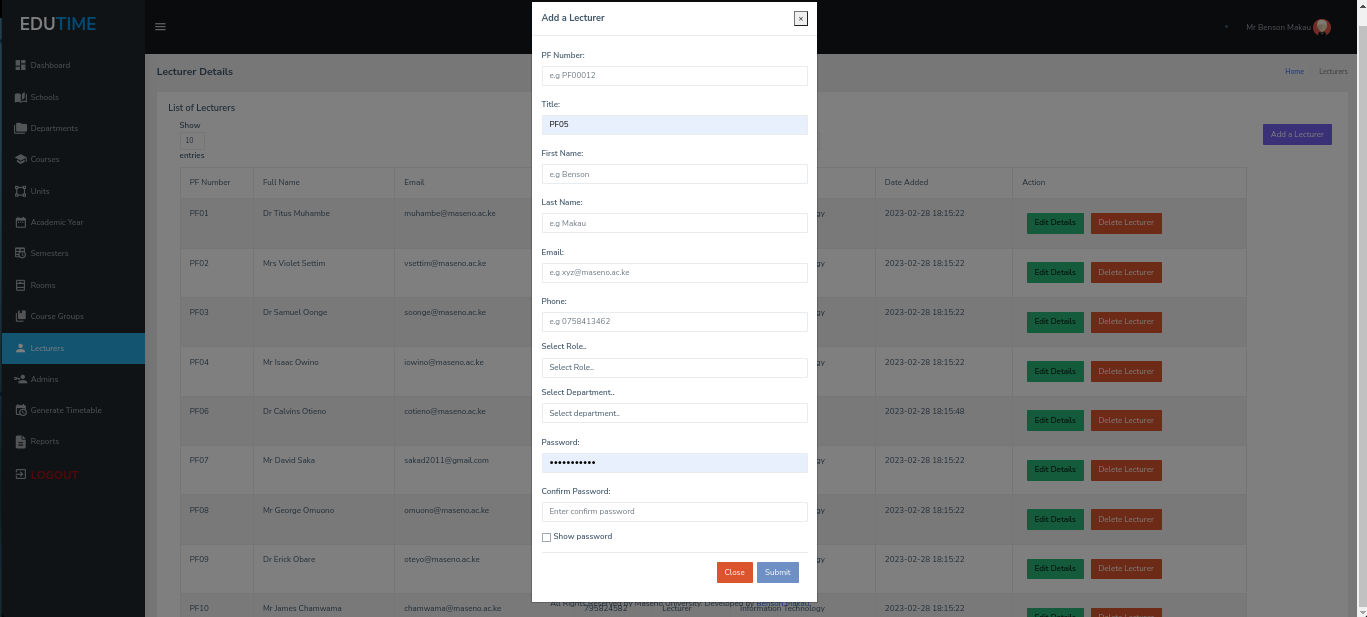 EDUTIME
Mr Benson Makau
Dashboard
Schools
Departments
Courses
Units
Academic Year
Semesters
Rooms
Course Groups
Lecturers
Admins
Generate Timetable
Reports
LOGOUT
Lecturer Details
Home Lecturers
List of Lecturers
Show
10
entries
Add a Lecturer
PF Number Full Name Email Date Added Action
PF01 Dr Titus Muhambe muhambe@maseno.ac.ke gy 2023-02-28 18:15:22 Edit Details Delete Lecturer
PF02 Mrs Violet Settim vsettim@maseno.ac.ke gy 2023-02-28 18:15:22 Edit Details Delete Lecturer
PF03 Dr Samuel Oonge soonge@maseno.ac.ke gy 2023-02-28 18:15:22 Edit Details Delete Lecturer
PF04 Mr Isaac Owino iowino@maseno.ac.ke gy 2023-02-28 18:15:22 Edit Details Delete Lecturer
PF06 Dr Calvins Otieno cotieno@maseno.ac.ke gy 2023-02-28 18:15:48 Edit Details Delete Lecturer
PF07 Mr David Saka sakad2011@gmail.com gy 2023-02-28 18:15:22 Edit Details Delete Lecturer
PF08 Mr George Omuono omuono@maseno.ac.ke gy 2023-02-28 18:15:22 Edit Details Delete Lecturer
PF09 Dr Erick Obare oteyo@maseno.ac.ke gy 2023-02-28 18:15:22 Edit Details Delete Lecturer
PF10 Mr James Chamwama chamwama@maseno.ac.ke 795824582 Lecturer Information Technology 2023-02-28 18:15:22 Edit Details Delete Lecturer
All Rights Reserved by Maseno University. Developed by Benson Makau.
Add a Lecturer ×
PF Number:
e.g PF00012
Title:
PF05
First Name:
e.g Benson
Last Name:
e.g Makau
Email:
e.g xyz@maseno.ac.ke
Phone:
e.g 0758413462
Select Role..
Select Role..
Select Department..
Select department..
Password:
•••••••••••
Confirm Password:
Enter confirm password
Show password
Close Submit